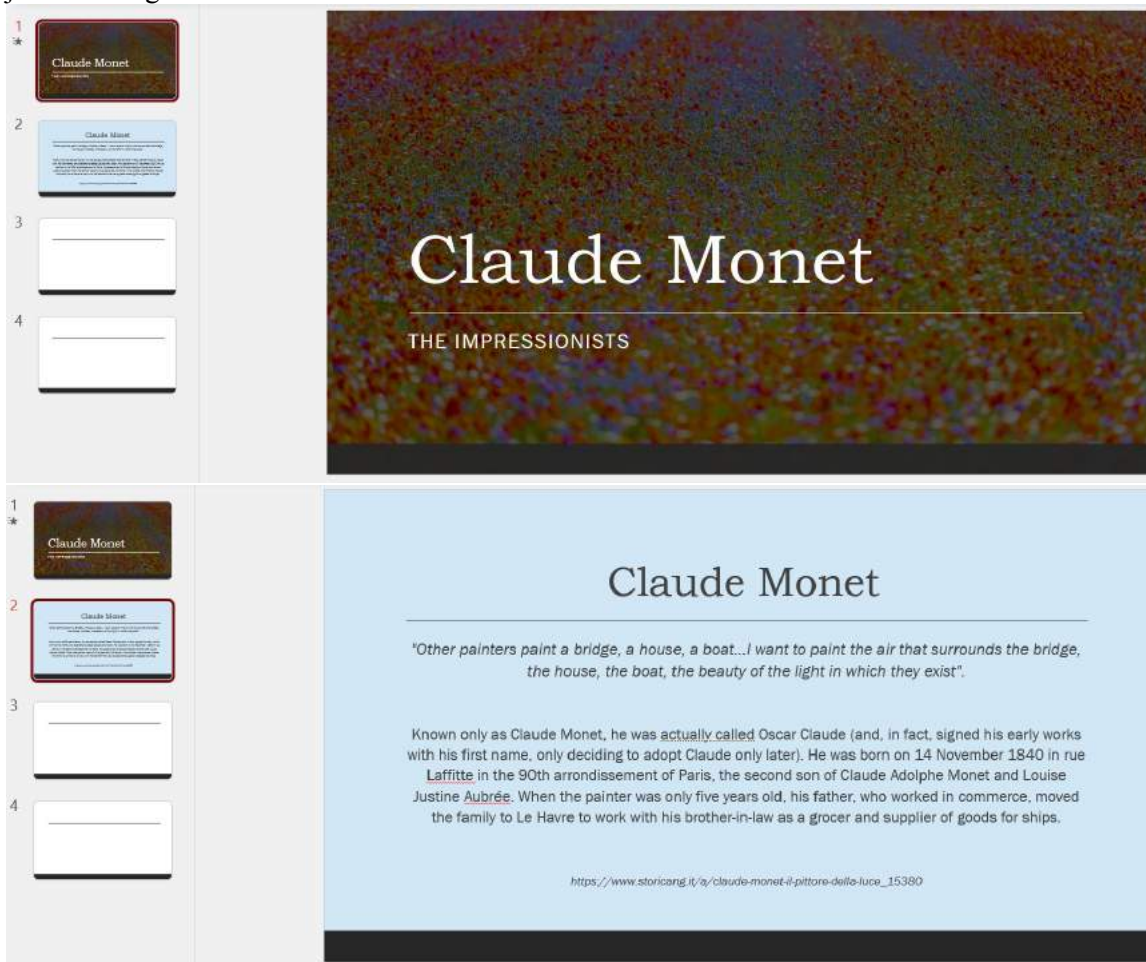 1
Claude Monet
2
Claude Monet
3
4
Claude Monet
THE IMPRESSIONISTS
1
Claude Monet
2
Claude Monet
3
4
Claude Monet
"Other painters paint a bridge, a house, a boat...I want to paint the air that surrounds the bridge,
the house, the boat, the beauty of the light in which they exist".
Known only as Claude Monet, he was actually called Oscar Claude (and, in fact, signed his early works
with his first name, only deciding to adopt Claude only later). He was born on 14 November 1840 in rue
Laffitte in the 90th arrondissement of Paris, the second son of Claude Adolphe Monet and Louise
Justine Aubrée. When the painter was only five years old, his father, who worked in commerce, moved
the family to Le Havre to work with his brother-in-law as a grocer and supplier of goods for ships.
https://www.storicang.it/a/claude-monet-il-pittore-della-luce_15380